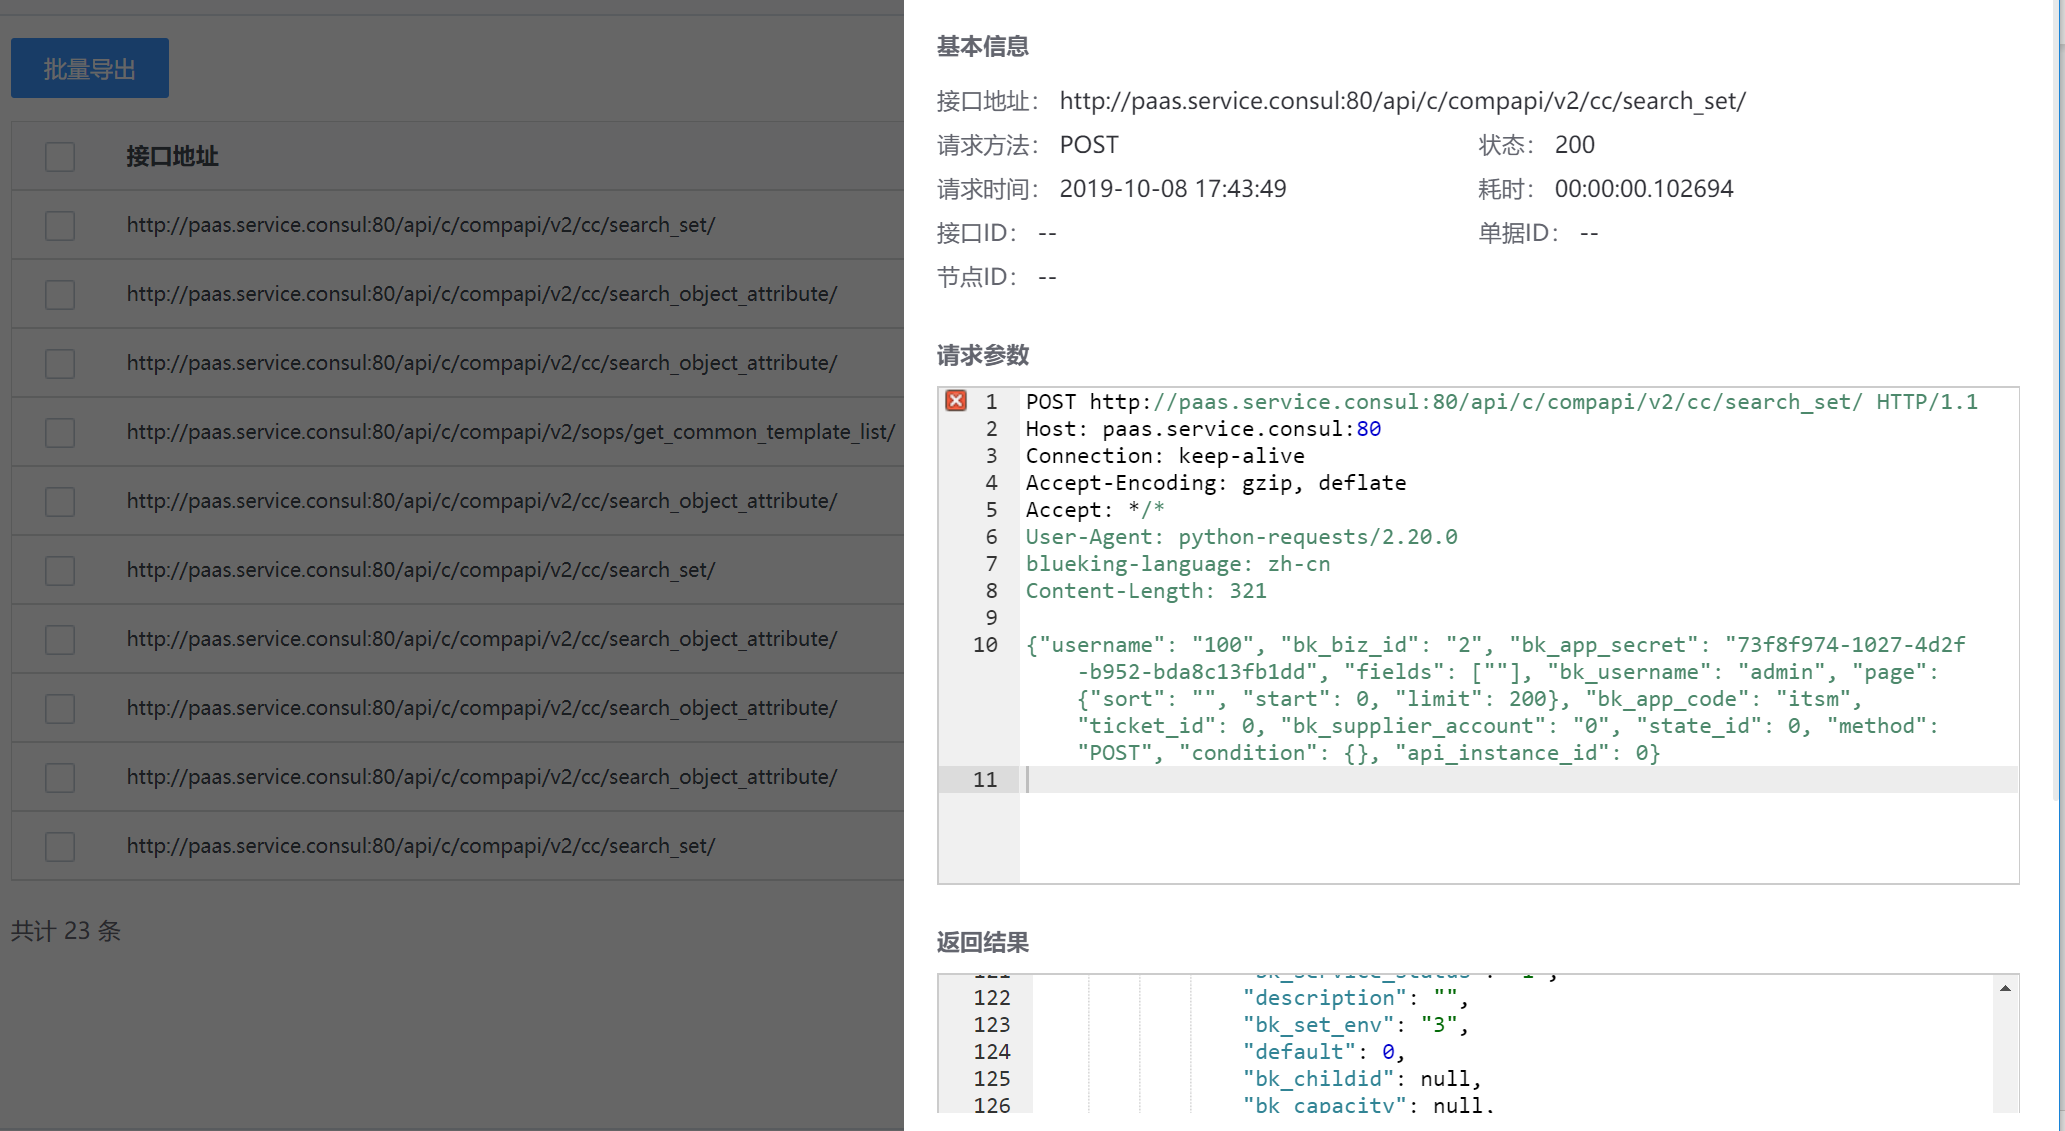 批量导出
接口地址
http://paas.service.consul:80/api/c/compapi/v2/cc/search_set/
http://paas.service.consul:80/api/c/compapi/v2/cc/search_object_attribute/
http://paas.service.consul:80/api/c/compapi/v2/cc/search_object_attribute/
http://paas.service.consul:80/api/c/compapi/v2/sops/get_common_template_list/
http://paas.service.consul:80/api/c/compapi/v2/cc/search_object_attribute/
http://paas.service.consul:80/api/c/compapi/v2/cc/search_set/
http://paas.service.consul:80/api/c/compapi/v2/cc/search_object_attribute/
http://paas.service.consul:80/api/c/compapi/v2/cc/search_object_attribute/
http://paas.service.consul:80/api/c/compapi/v2/cc/search_object_attribute/
http://paas.service.consul:80/api/c/compapi/v2/cc/search_set/
共计 23 条
基本信息
接口地址： http://paas.service.consul:80/api/c/compapi/v2/cc/search_set/
请求方法： POST 状态： 200
请求时间： 2019-10-08 17:43:49 耗时： 00:00:00.102694
接口ID： -- 单据ID： --
节点ID： --
请求参数
1 POST http://paas.service.consul:80/api/c/compapi/v2/cc/search_set/ HTTP/1.1
2 Host: paas.service.consul:80
3 Connection: keep-alive
4 Accept-Encoding: gzip, deflate
5 Accept: */*
6 User-Agent: python-requests/2.20.0
7 blueking-language: zh-cn
8 Content-Length: 321
9
10 {"username": "100", "bk_biz_id": "2", "bk_app_secret": "73f8f974-1027-4d2f
-b952-bda8c13fb1dd", "fields": [""], "bk_username": "admin", "page":
{"sort": "", "start": 0, "limit": 200}, "bk_app_code": "itsm",
"ticket_id": 0, "bk_supplier_account": "0", "state_id": 0, "method":
"POST", "condition": {}, "api_instance_id": 0}
11
返回结果
121 "bk_service_status": "1",
122 "description": "",
123 "bk_set_env": "3",
124 "default": 0,
125 "bk_childid": null,
126 "bk_capacity": null,